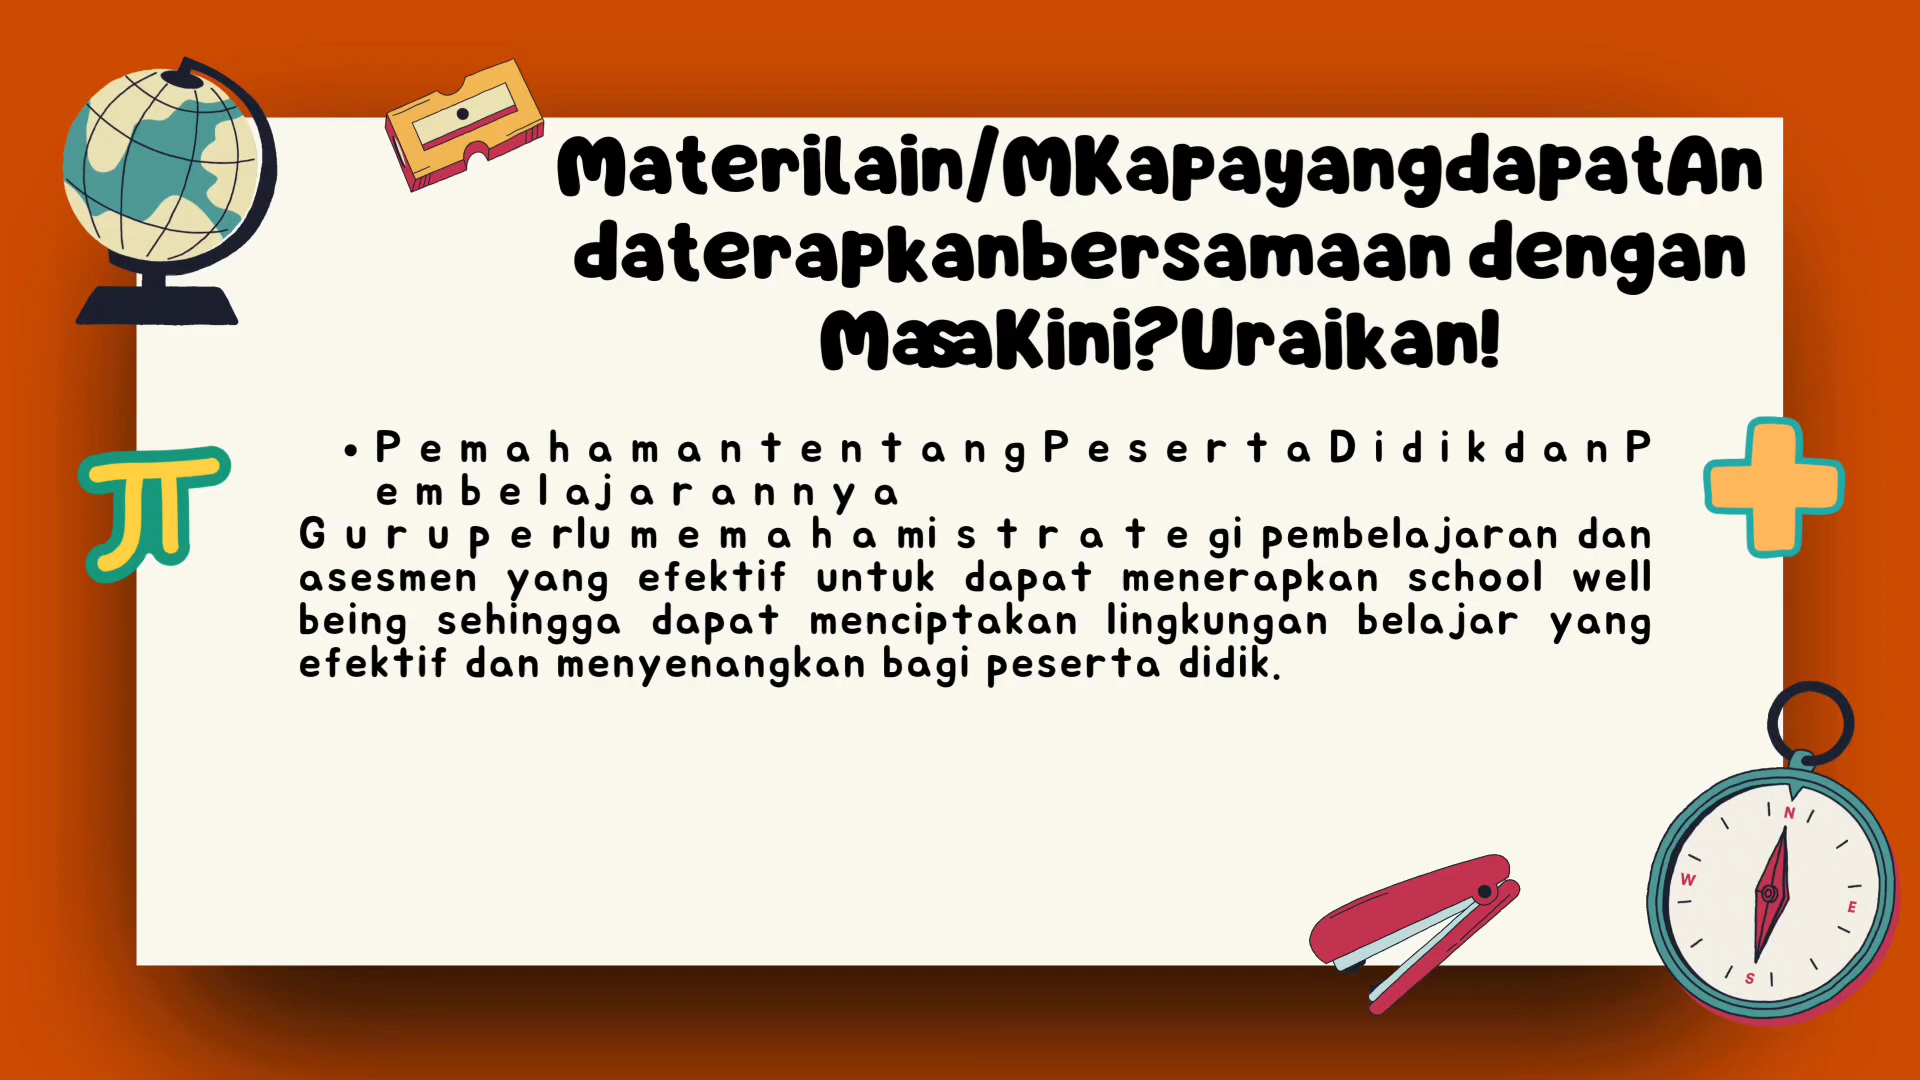 MateriLain/MKapayangdapatAn
daterapkanbersamaan dengan
MasaKini?Uraikan!
• P e m a h a m a n t e n t a n g P e s e r t a D i d i k d a n P
e m b e l a j a r a n n y a
G u r u p e rlu m e m a h a mi s t r a t e gi pembelajaran dan
asesmen yang efektif untuk dapat menerapkan school well
being sehingga dapat menciptakan lingkungan belajar yang
efektif dan menyenangkan bagi peserta didik.
N
W
E
S